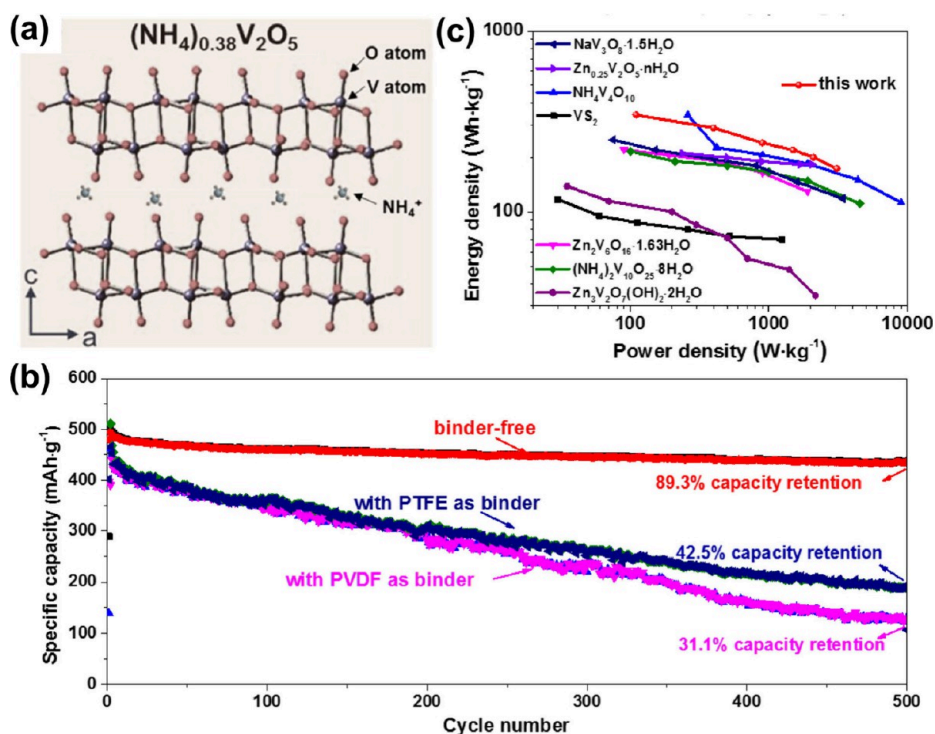 (a)
(NH₄)₀.₃₈V₂O₅
O atom
V atom
NH₄⁺
c
a
(c)
Energy density (Wh·kg⁻¹)
1000
100
NaV₃O₈·1.5H₂O
Zn₀.₂₅V₂O₅·nH₂O
NH₄V₄O₁₀
VS₂
this work
Zn₂V₆O₁₆·1.63H₂O
(NH₄)₂V₁₀O₂₅·8H₂O
Zn₃V₂O₇(OH)₂·2H₂O
100
1000
10000
Power density (W·kg⁻¹)
(b)
Specific capacity (mAh·g⁻¹)
600
500
400
300
200
100
0
binder-free
89.3% capacity retention
with PTFE as binder
42.5% capacity retention
with PVDF as binder
31.1% capacity retention
0
100
200
300
400
500
Cycle number